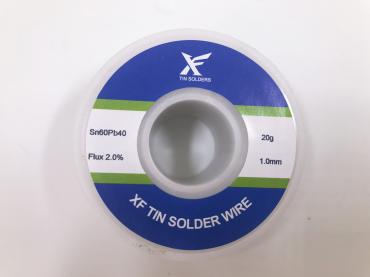 XF
TIN SOLDERS
Sn60Pb40
20g
Flux 2.0%
1.0mm
XF TIN SOLDER WIRE